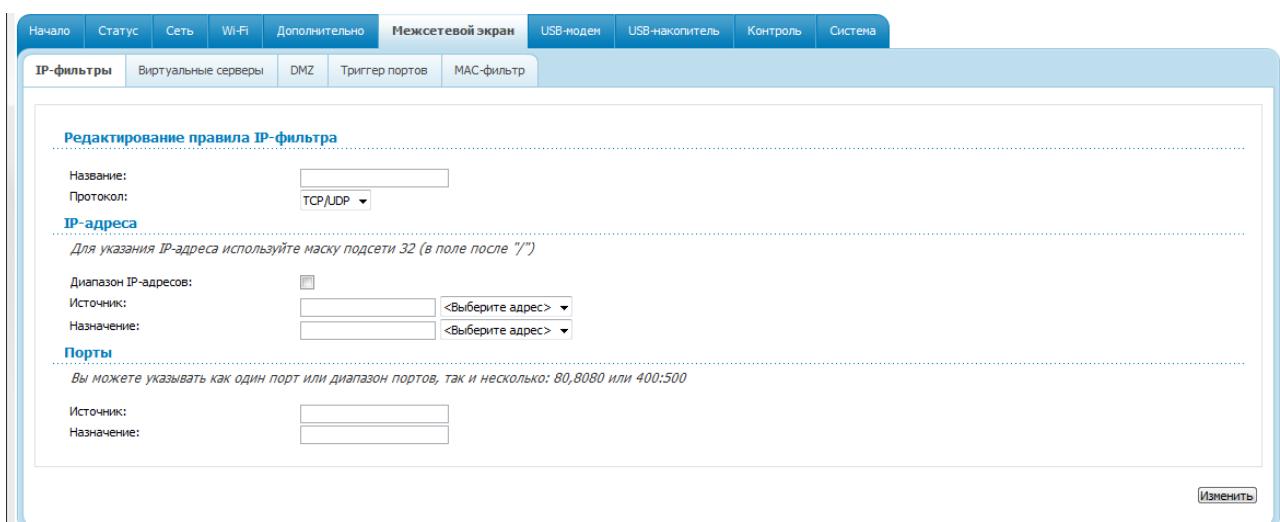 Начало Статус Сеть Wi-Fi Дополнительно Межсетевой экран USB-модем USB-накопитель Контроль Система
IP-фильтры Виртуальные серверы DMZ Триггер портов MAC-фильтр
Редактирование правила IP-фильтра
Название:
Протокол: TCP/UDP
IP-адреса
Для указания IP-адреса используйте маску подсети 32 (в поле после "/")
Диапазон IP-адресов:
Источник: <Выберите адрес>
Назначение: <Выберите адрес>
Порты
Вы можете указывать как один порт или диапазон портов, так и несколько: 80,8080 или 400:500
Источник:
Назначение:
Изменить